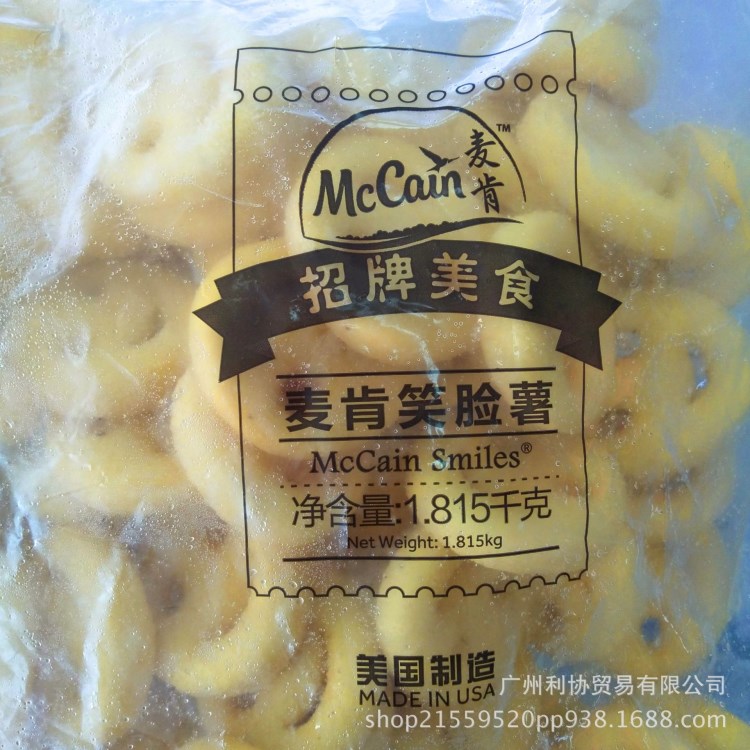 McCain 麦肯™
招牌美食
麦肯笑脸薯
McCain Smiles®
净含量:1.815千克
Net Weight: 1.815kg
美国制造
MADE IN USA
广州利协贸易有限公司
shop21559520pp938.1688.com